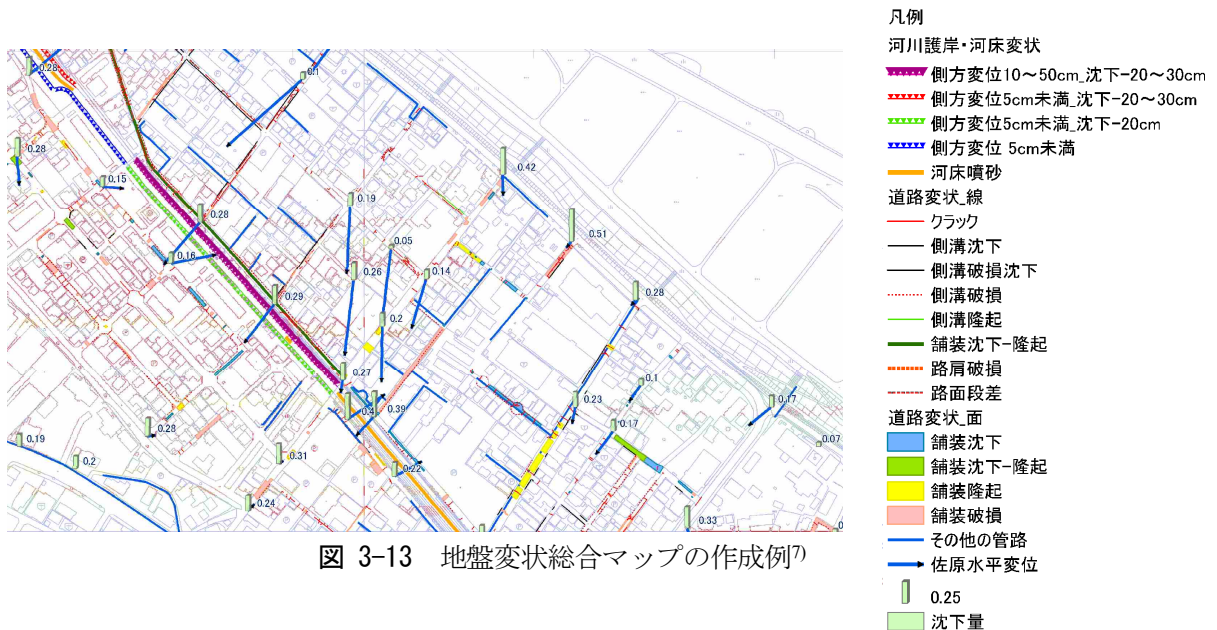 0.28
0.1
0.28
0.42
0.15
0.19
0.28
0.51
0.05
0.16
0.26
0.14
0.29
0.28
0.2
0.27
0.1
0.4
0.39
0.23
0.17
0.28
0.17
0.19
0.07
0.2
0.31
0.22
0.24
0.33
図 3-13 地盤変状総合マップの作成例7)
凡例
河川護岸・河床変状
側方変位10～50cm_沈下-20～30cm
側方変位5cm未満_沈下-20～30cm
側方変位5cm未満_沈下-20cm
側方変位 5cm未満
河床噴砂
道路変状_線
クラック
側溝沈下
側溝破損沈下
側溝破損
側溝隆起
舗装沈下-隆起
路肩破損
路面段差
道路変状_面
舗装沈下
舗装沈下-隆起
舗装隆起
舗装破損
その他の管路
佐原水平変位
0.25
沈下量